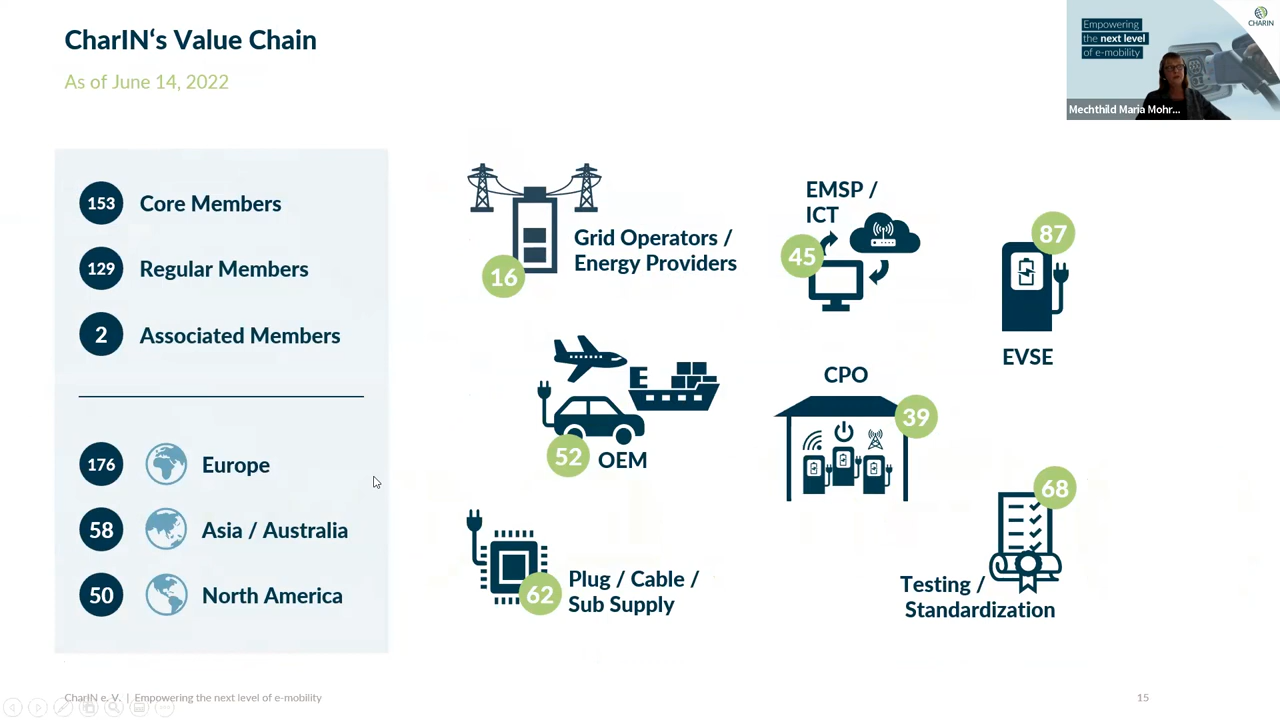 CharIN‘s Value Chain
As of June 14, 2022
Empowering
the next level
of e-mobility
CHARIN
Mechthild Maria Mohr...
153 Core Members
129 Regular Members
2 Associated Members
176 Europe
58 Asia / Australia
50 North America
Grid Operators /
Energy Providers
16
EMSP /
ICT
45
87
EVSE
52 OEM
CPO
39
62
Plug / Cable /
Sub Supply
68
Testing /
Standardization
CharIN e. V. | Empowering the next level of e-mobility
15